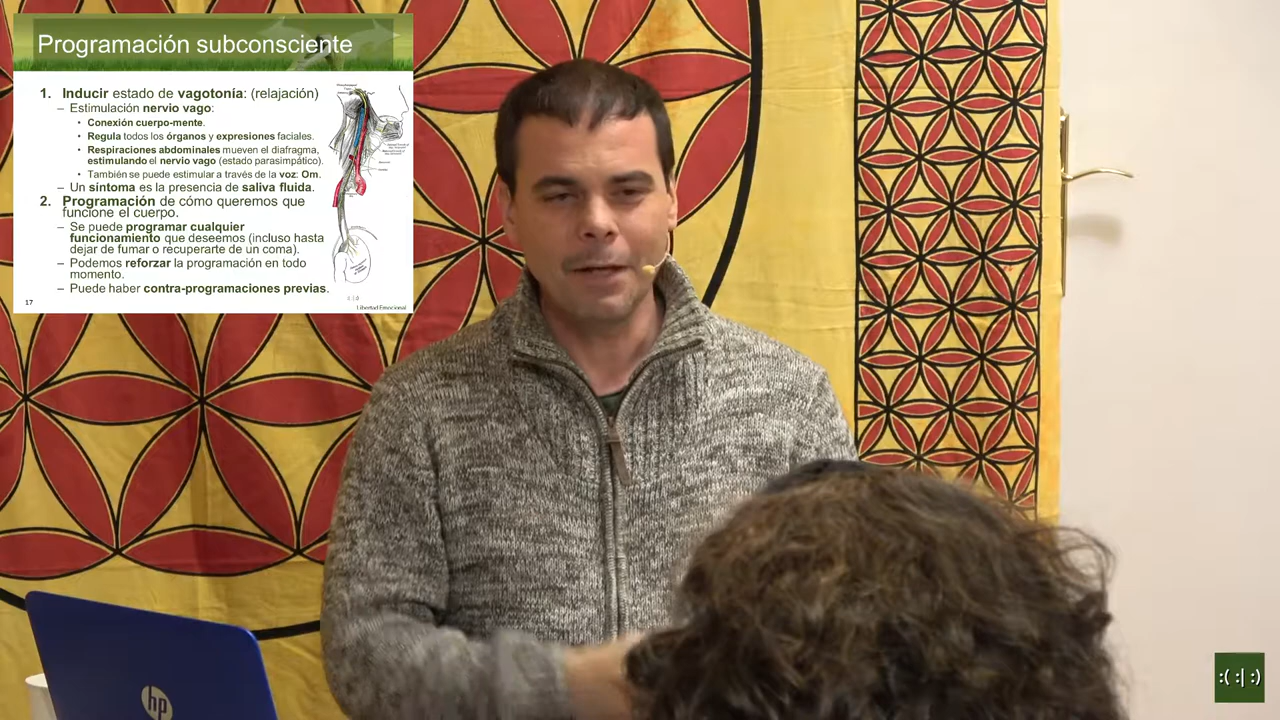 Programación subconsciente
1. Inducir estado de vagotonía: (relajación)
– Estimulación nervio vago:
• Conexión cuerpo-mente.
• Regula todos los órganos y expresiones faciales.
• Respiraciones abdominales mueven el diafragma,
estimulándo el nervio vago (estado parasimpático).
• También se puede estimular a través de la voz: Om.
– Un síntoma es la presencia de saliva fluida.
2. Programación de cómo queremos que
funcione el cuerpo.
– Se puede programar cualquier
funcionamiento que deseemos (incluso hasta
dejar de fumar o recuperarte de un coma).
– Podemos reforzar la programación en todo
momento.
– Puede haber contra-programaciones previas.
17
Libertad Emocional
hp
:( :| :)